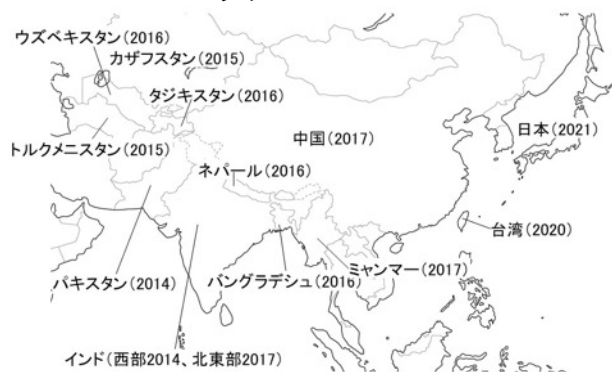 ウズベキスタン(2016)
カザフスタン(2015)
タジキスタン(2016)
中国(2017)
日本(2021)
トルクメニスタン(2015)
ネパール(2016)
台湾(2020)
パキスタン(2014)
バングラデシュ(2016)
ミャンマー(2017)
インド(西部2014、北東部2017)